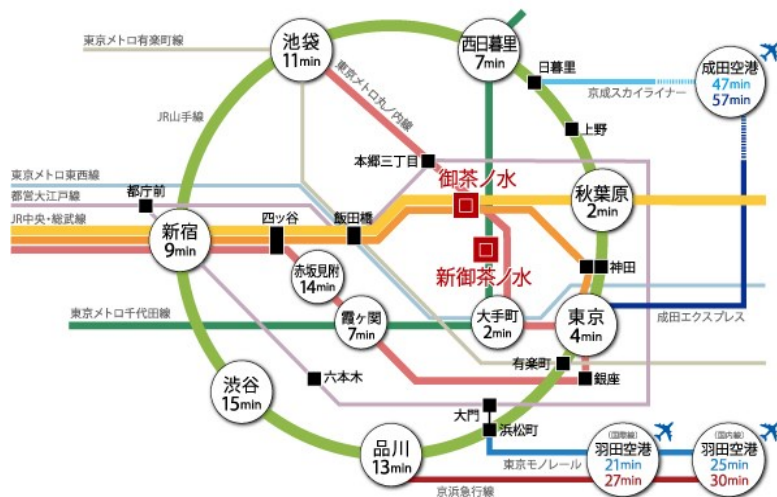 東京メトロ有楽町線
池袋
11min
西日暮里
7min
日暮里
成田空港
47min
57min
京成スカイライナー
JR山手線
東京メトロ丸ノ内線
上野
本郷三丁目
東京メトロ東西線
都営大江戸線
都庁前
JR中央・総武線
御茶ノ水
秋葉原
2min
新宿
9min
四ッ谷
飯田橋
新御茶ノ水
神田
赤坂見附
14min
東京メトロ千代田線
霞ヶ関
7min
大手町
2min
東京
4min
成田エクスプレス
有楽町
渋谷
15min
六本木
銀座
大門
浜松町
品川
13min
東京モノレール
京浜急行線
(国際線)
羽田空港
21min
27min
(国内線)
羽田空港
25min
30min